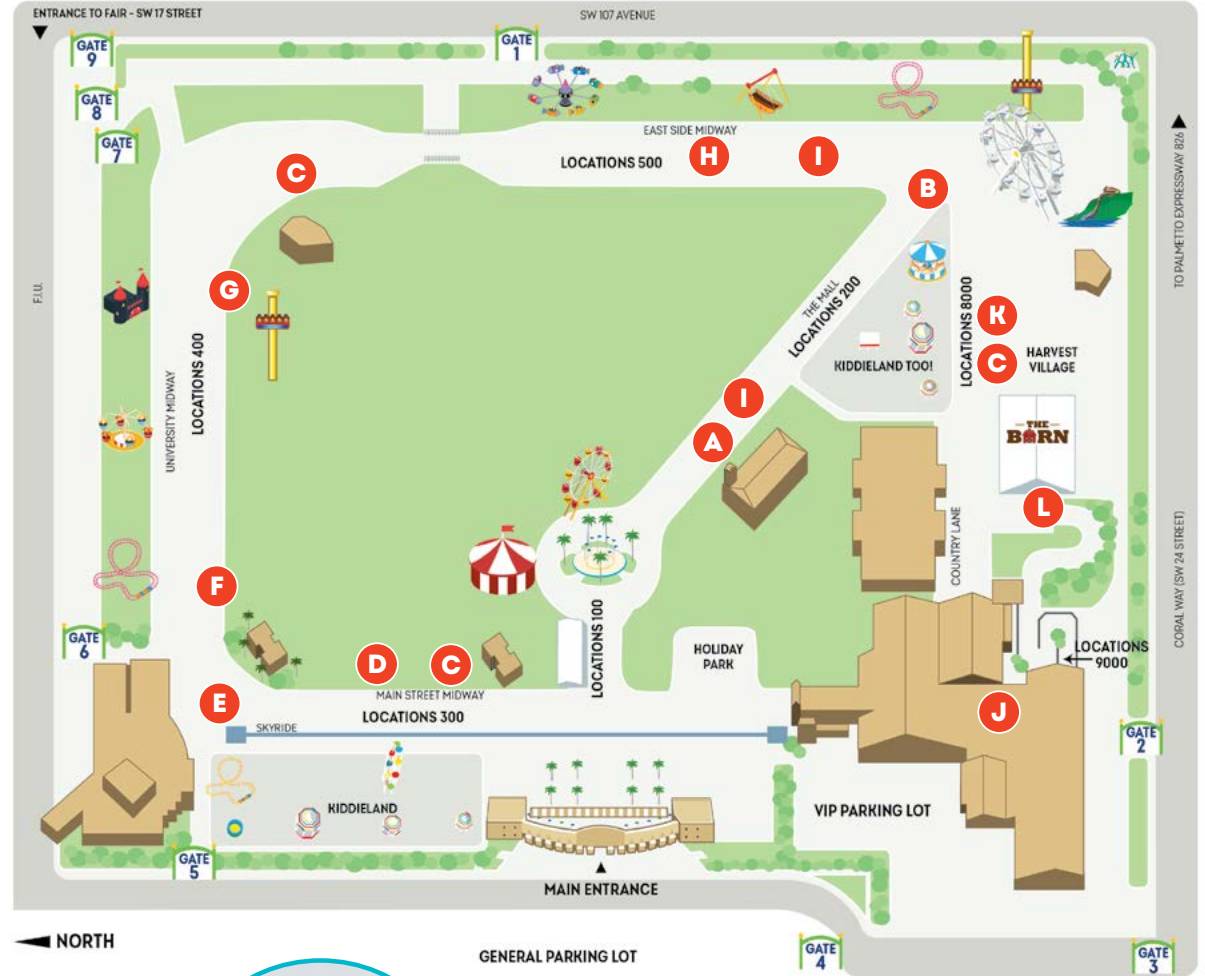 ENTRANCE TO FAIR - SW 17 STREET
SW 107 AVENUE
GATE
9
GATE
1
GATE
8
GATE
7
EAST SIDE MIDWAY
LOCATIONS 500
H
I
C
B
TO PALMETTO EXPRESSWAY 826
F.I.U.
G
THE MALL
LOCATIONS 200
LOCATIONS 8000
K
C
HARVEST
VILLAGE
KIDDIELAND TOO!
UNIVERSITY MIDWAY
LOCATIONS 400
I
A
THE
BARN
L
COUNTRY LANE
CORAL WAY (SW 24 STREET)
F
GATE
6
D
C
LOCATIONS 100
HOLIDAY
PARK
LOCATIONS
9000
MAIN STREET MIDWAY
E
LOCATIONS 300
J
SKYRIDE
GATE
2
KIDDIELAND
VIP PARKING LOT
GATE
5
MAIN ENTRANCE
NORTH
GENERAL PARKING LOT
GATE
4
GATE
3